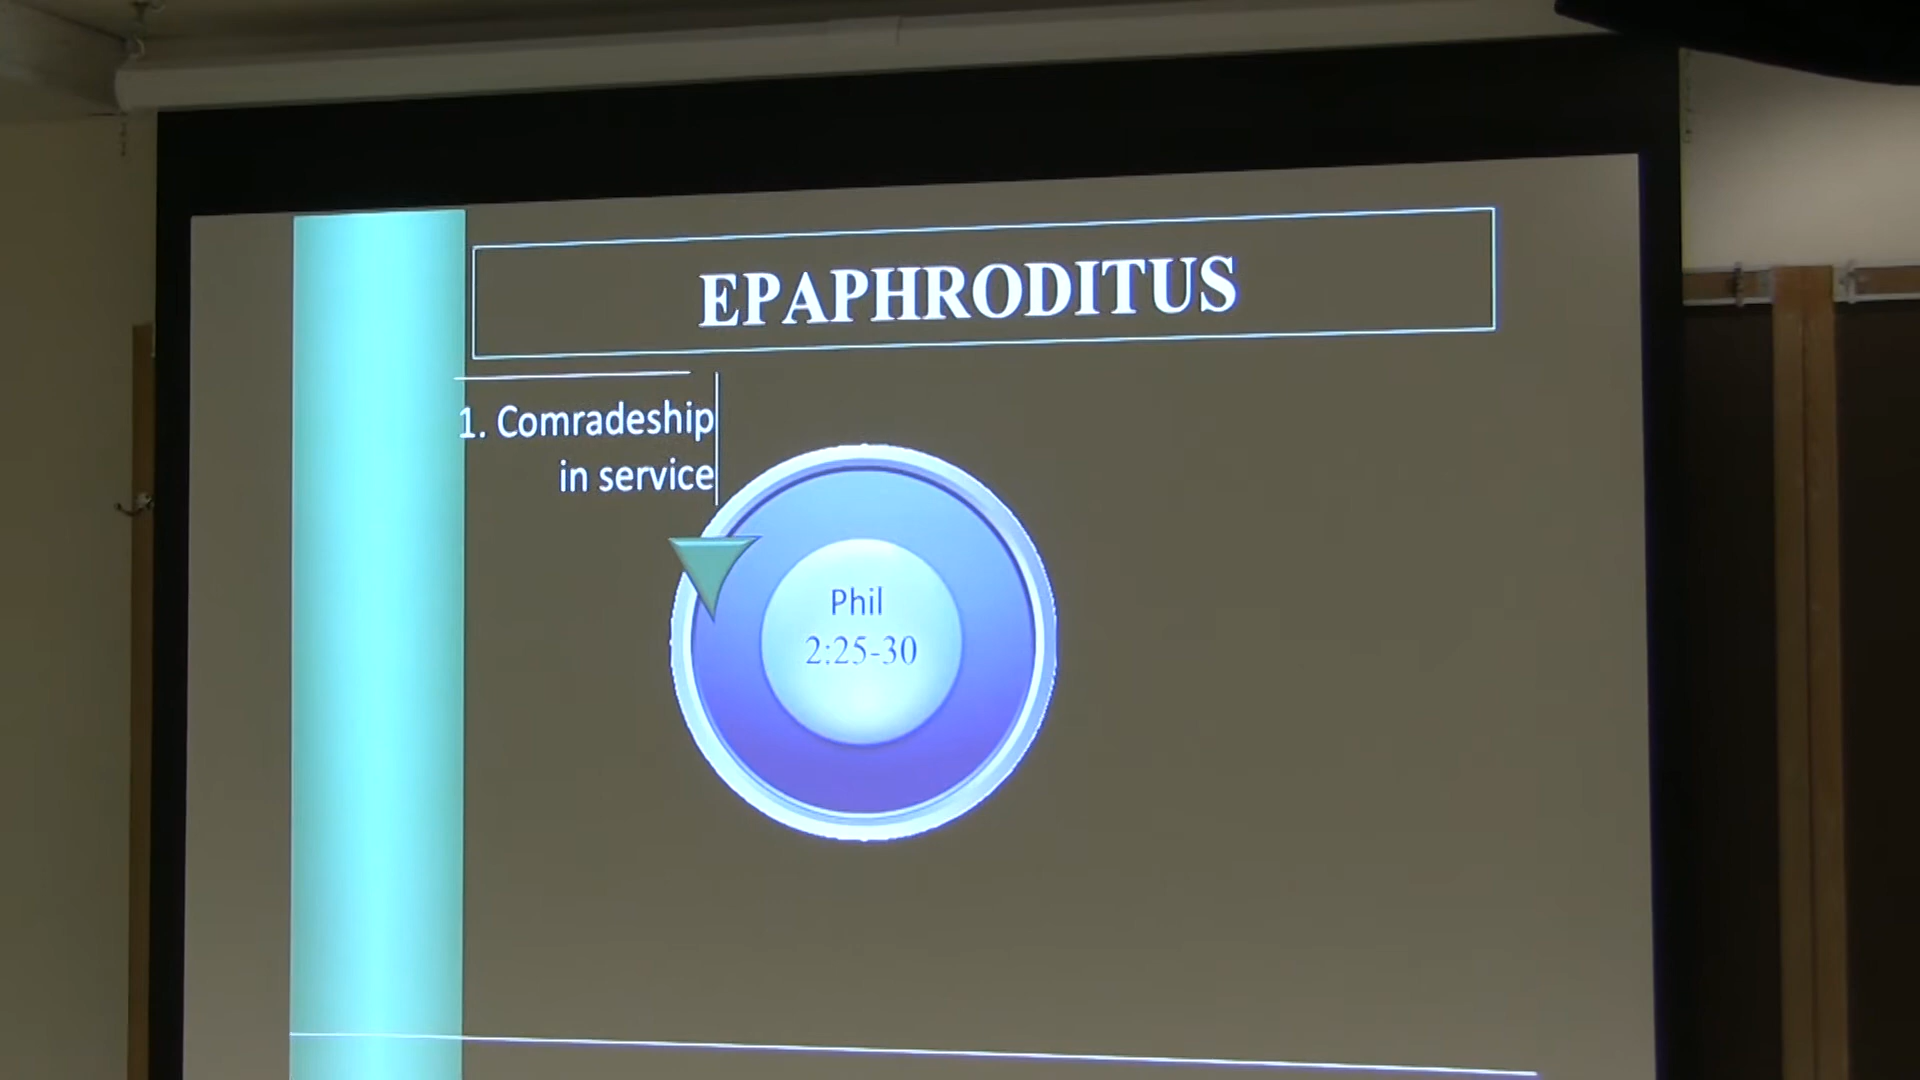 EPAPHRODITUS
1. Comradeship
in service
Phil
2:25-30